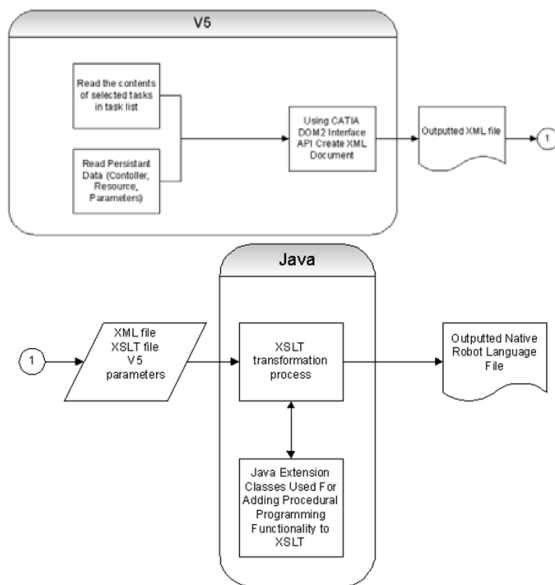 V5
Read the contents
of selected tasks
in task list
Read Persistant
Data (Contoller,
Resource,
Parameters)
Using CATIA
DOM2 Interface
API Create XML
Document
Outputted XML file
1
Java
1
XML file
XSLT file
V5
parameters
XSLT
transformation
process
Outputted Native
Robot Language
File
Java Extension
Classes Used For
Adding Procedural
Programming
Functionality to
XSLT